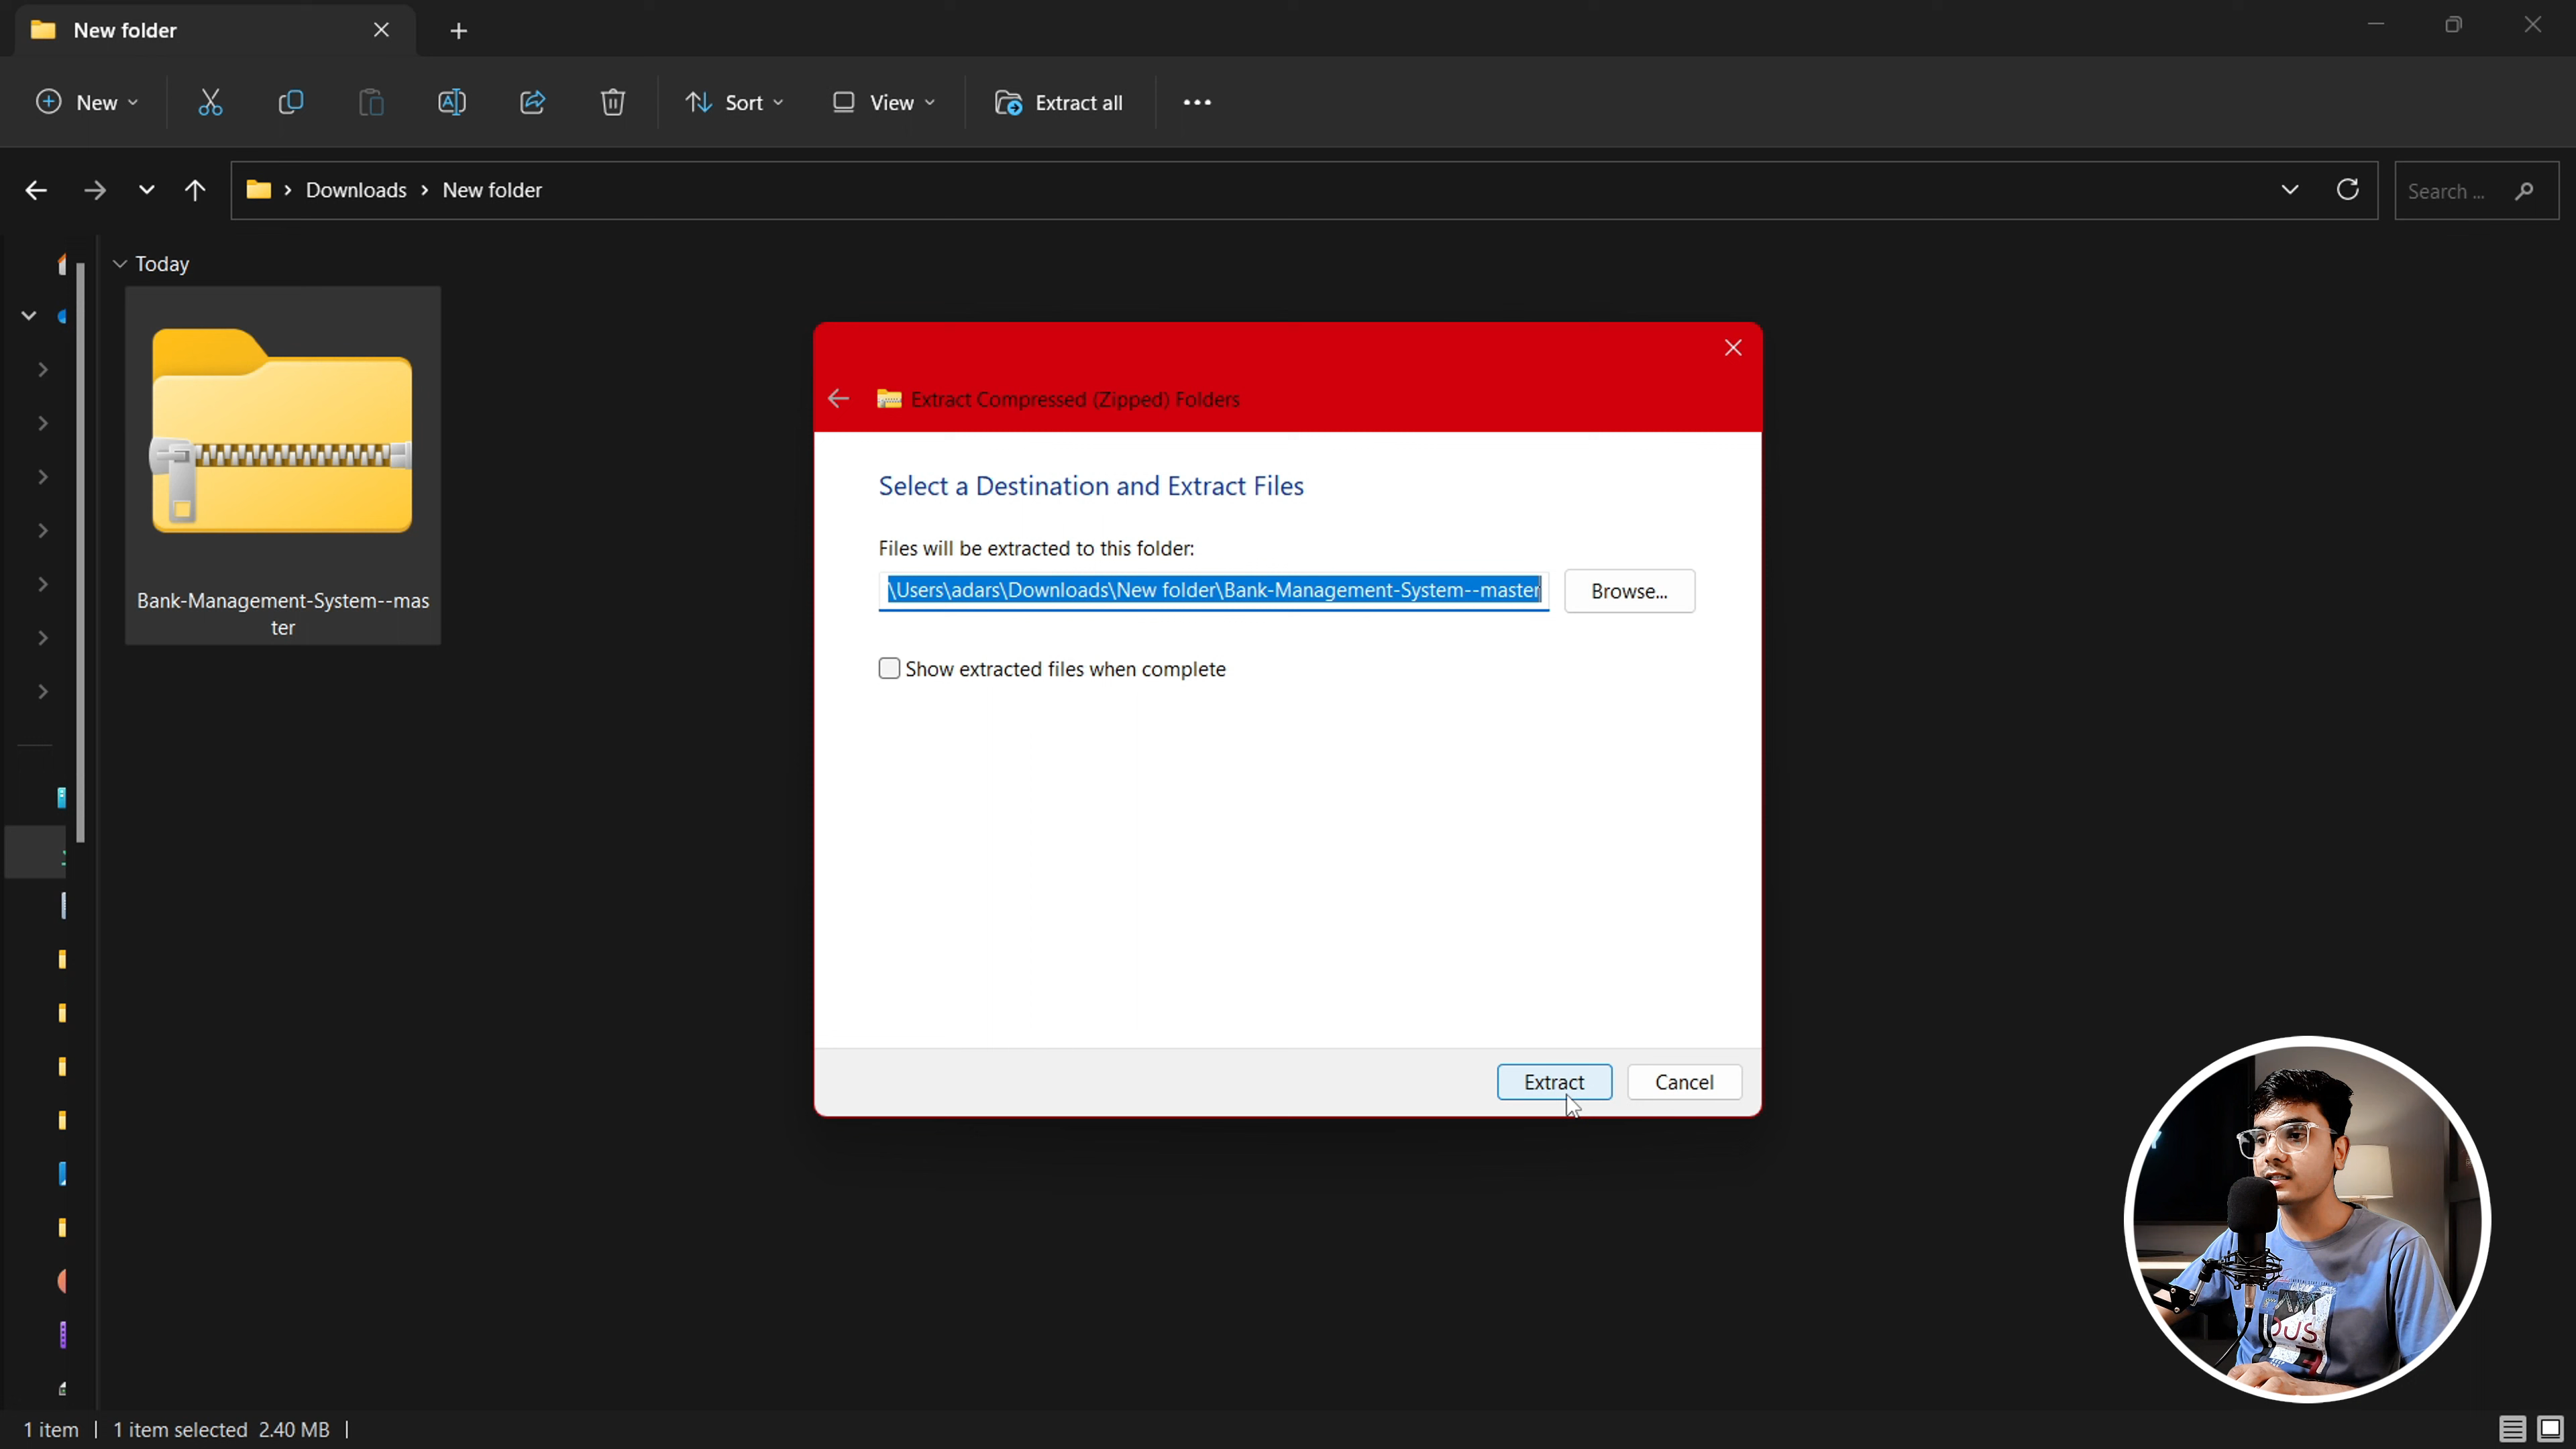 New folder
New
Sort
View
Extract all
Downloads
New folder
Search ...
Today
Bank-Management-System--mas
ter
Extract Compressed (Zipped) Folders
Select a Destination and Extract Files
Files will be extracted to this folder:
\Users\adars\Downloads\New folder\Bank-Management-System--master
Browse...
Show extracted files when complete
Extract
Cancel
1 item
1 item selected 2.40 MB